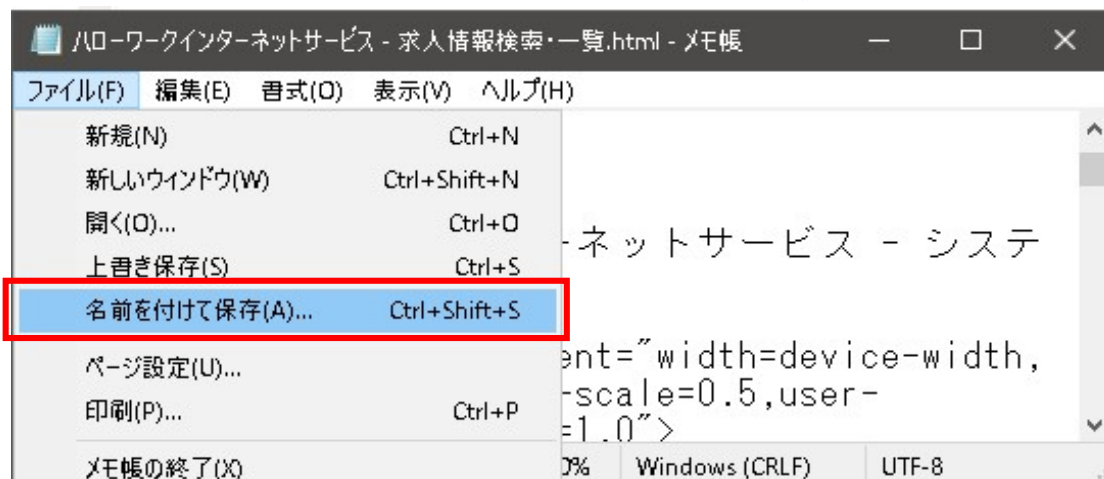 ハローワークインターネットサービス - 求人情報検索・一覧.html - メモ帳
ファイル(F) 編集(E) 書式(O) 表示(V) ヘルプ(H)
新規(N) Ctrl+N
新しいウィンドウ(W) Ctrl+Shift+N
開く(O)... Ctrl+O
上書き保存(S) Ctrl+S
ーネットサービス - システ
名前を付けて保存(A)... Ctrl+Shift+S
ページ設定(U)...
ent="width=device-width,
-scale=0.5,user-
印刷(P)... Ctrl+P
=1.0">
メモ帳の終了(X)
0% Windows (CRLF) UTF-8